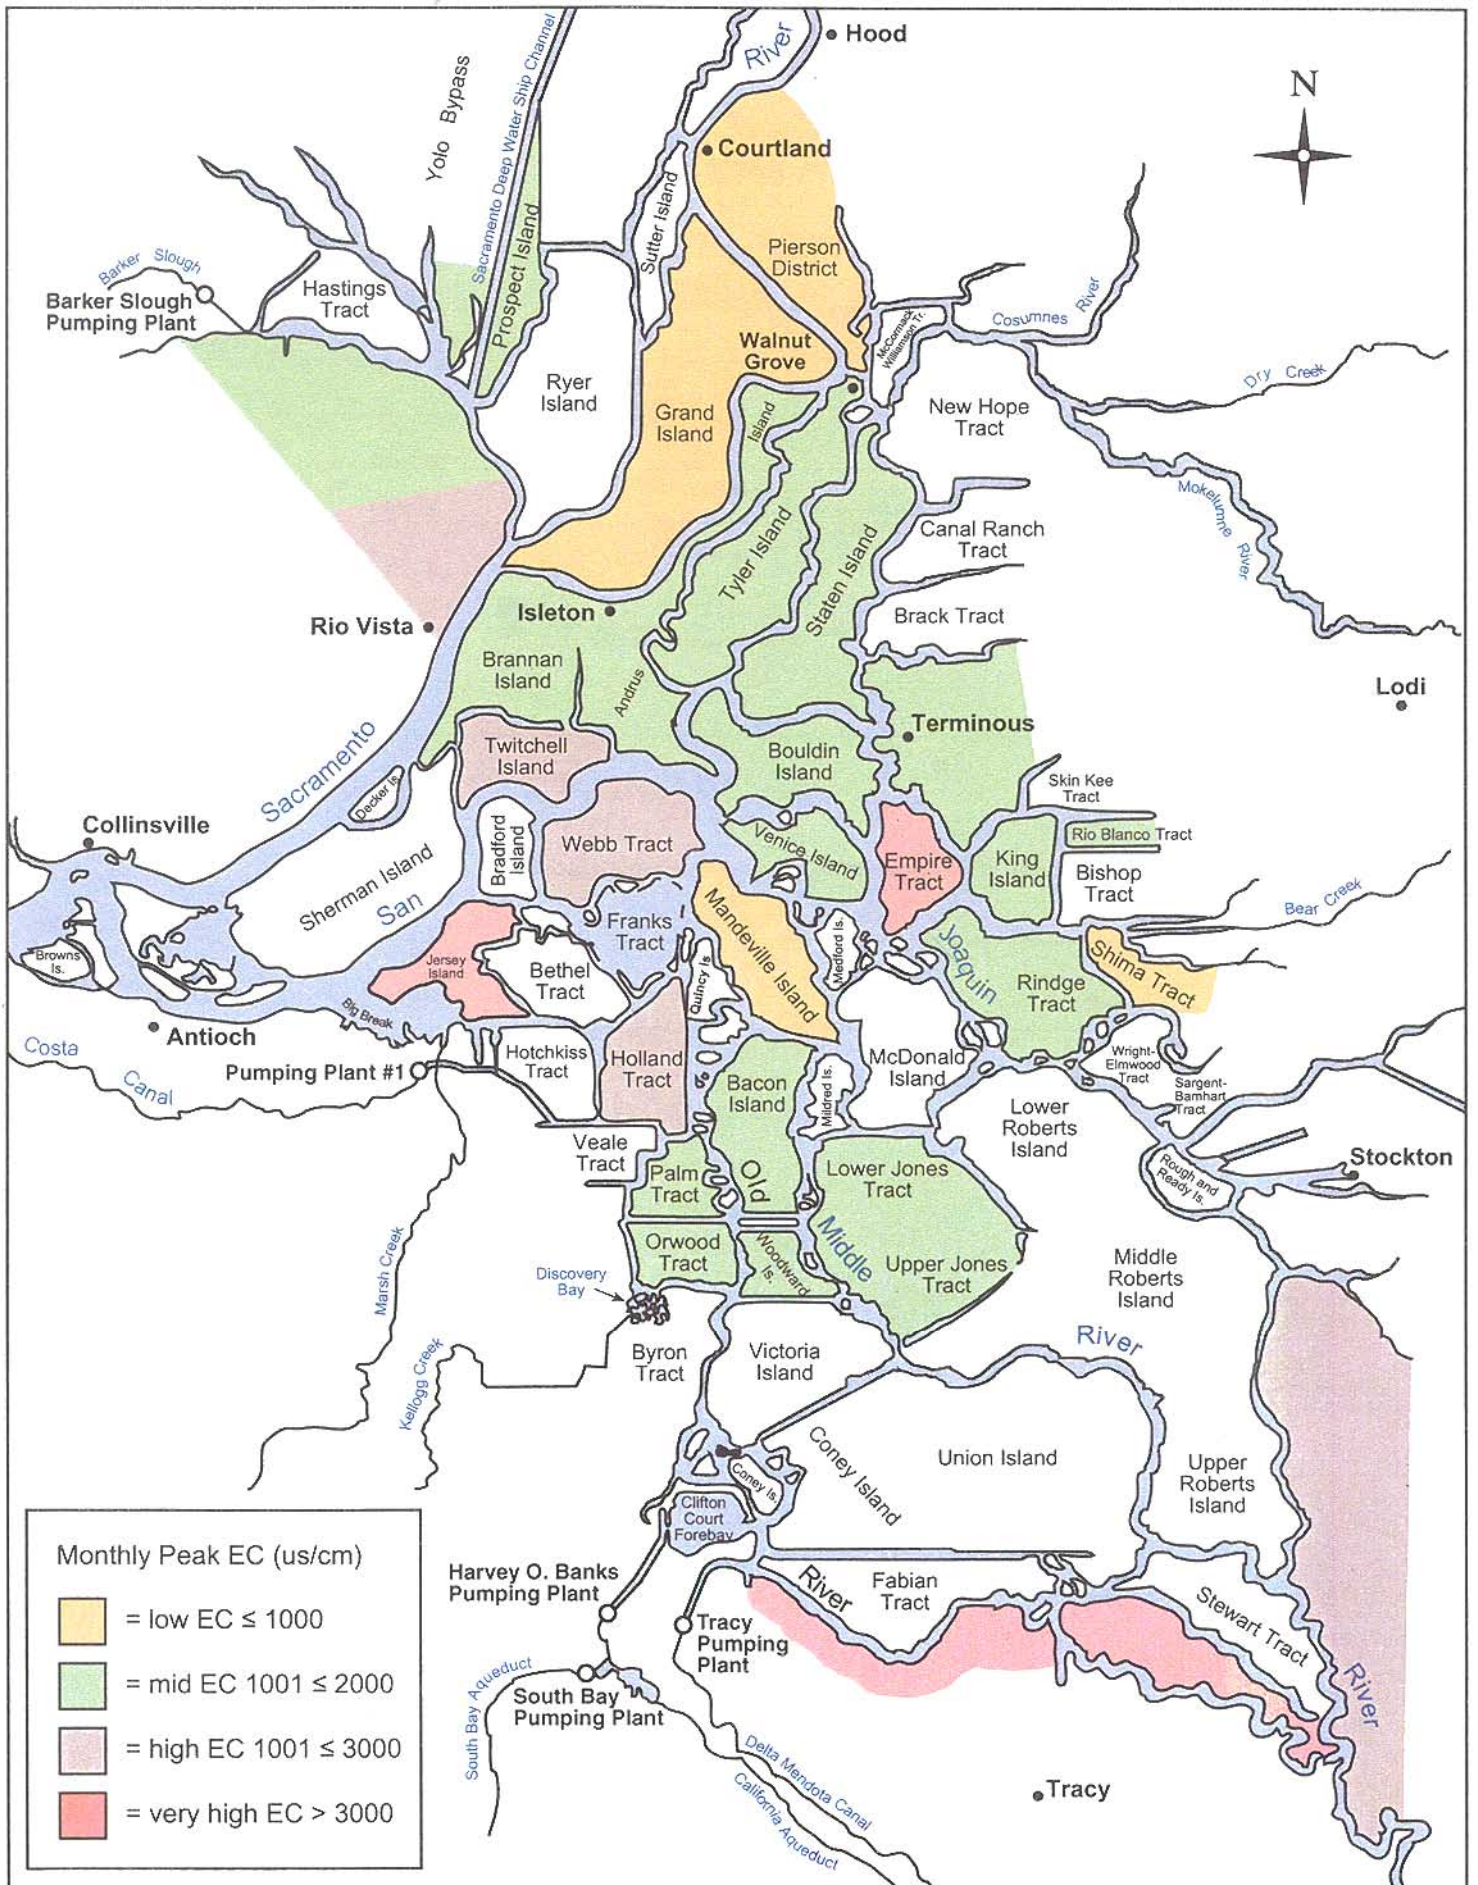 River
Hood
N
Yolo Bypass
Sacramento Deep Water Ship Channel
Courtland
Sutter Island
Prospect Island
Pierson
District
Barker Slough
Barker Slough
Pumping Plant
Hastings
Tract
Cosumnes River
McCormack
Williamson Tr.
Walnut
Grove
Dry Creek
Ryer
Island
Grand
Island
Island
New Hope
Tract
Mokelumne River
Canal Ranch
Tract
Tyler Island
Staten Island
Brack Tract
Isleton
Rio Vista
Brannan
Island
Andrus
Lodi
Terminous
Twitchell
Island
Bouldin
Island
Sacramento
Decker Is.
Skin Kee
Tract
Collinsville
Bradford
Island
Webb Tract
Venice Island
Empire
Tract
King
Island
Rio Blanco Tract
Bishop
Tract
Sherman Island
San
Bear Creek
Franks
Tract
Mandeville Island
Medford Is.
Joaquin
Shima Tract
Browns
Is.
Jersey
Island
Bethel
Tract
Quincy Is
Rindge
Tract
Big Break
Antioch
Costa
Canal
Pumping Plant #1
Hotchkiss
Tract
Holland
Tract
Bacon
Island
Mildred Is.
McDonald
Island
Wright-
Elmwood
Tract
Sargent-
Barnhart
Tract
Lower
Roberts
Island
Veale
Tract
Palm
Tract
Old
Lower Jones
Tract
Rough and
Ready Is.
Stockton
Marsh Creek
Orwood
Tract
Woodward
Is.
Middle
Upper Jones
Tract
Middle
Roberts
Island
Discovery
Bay
Kellogg Creek
Byron
Tract
Victoria
Island
River
Coney Island
Union Island
Upper
Roberts
Island
Coney Is.
Clifton
Court
Forebay
Monthly Peak EC (us/cm)
= low EC ≤ 1000
= mid EC 1001 ≤ 2000
= high EC 1001 ≤ 3000
= very high EC > 3000
Harvey O. Banks
Pumping Plant
River
Fabian
Tract
Stewart Tract
Tracy
Pumping
Plant
South Bay Aqueduct
South Bay
Pumping Plant
River
Delta Mendota Canal
California Aqueduct
Tracy